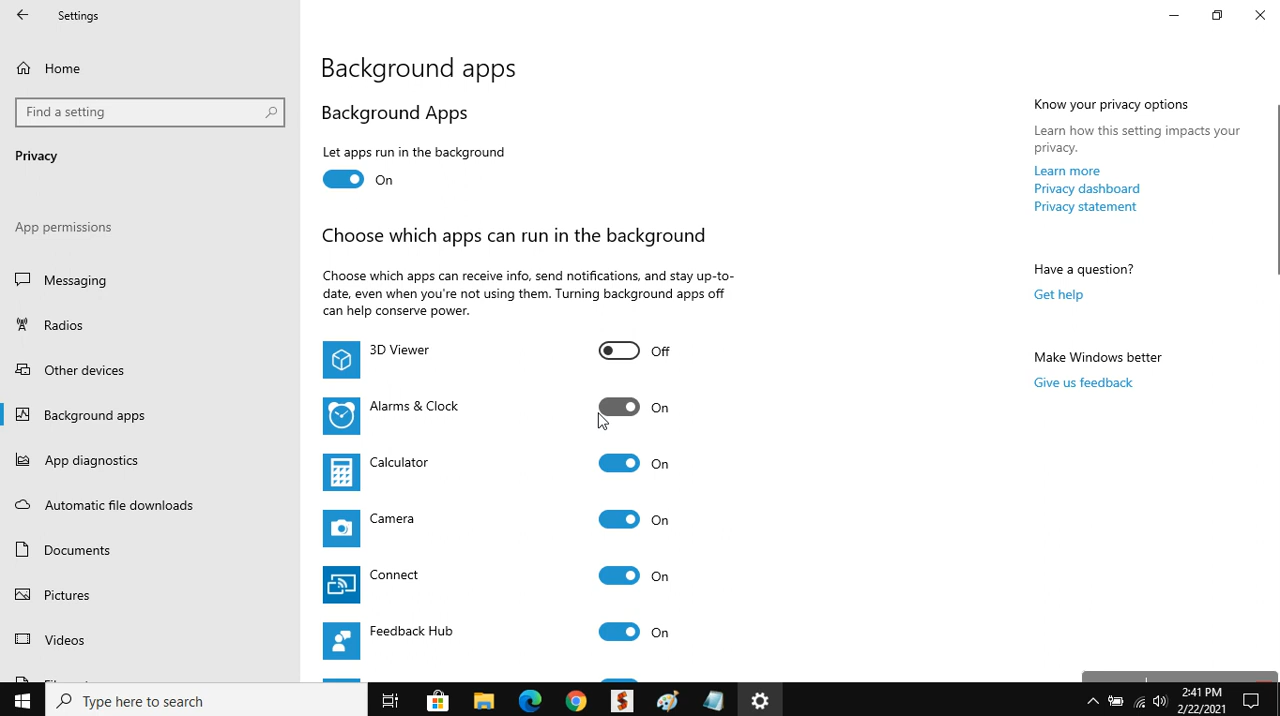 Settings
Home
Find a setting
Privacy
App permissions
Messaging
Radios
Other devices
Background apps
App diagnostics
Automatic file downloads
Documents
Pictures
Videos
Background apps
Background Apps
Let apps run in the background
On
Choose which apps can run in the background
Choose which apps can receive info, send notifications, and stay up-to-
date, even when you're not using them. Turning background apps off
can help conserve power.
3D Viewer
Off
Alarms & Clock
On
Calculator
On
Camera
On
Connect
On
Feedback Hub
On
Know your privacy options
Learn how this setting impacts your
privacy.
Learn more
Privacy dashboard
Privacy statement
Have a question?
Get help
Make Windows better
Give us feedback
Type here to search
2:41 PM
2/22/2021